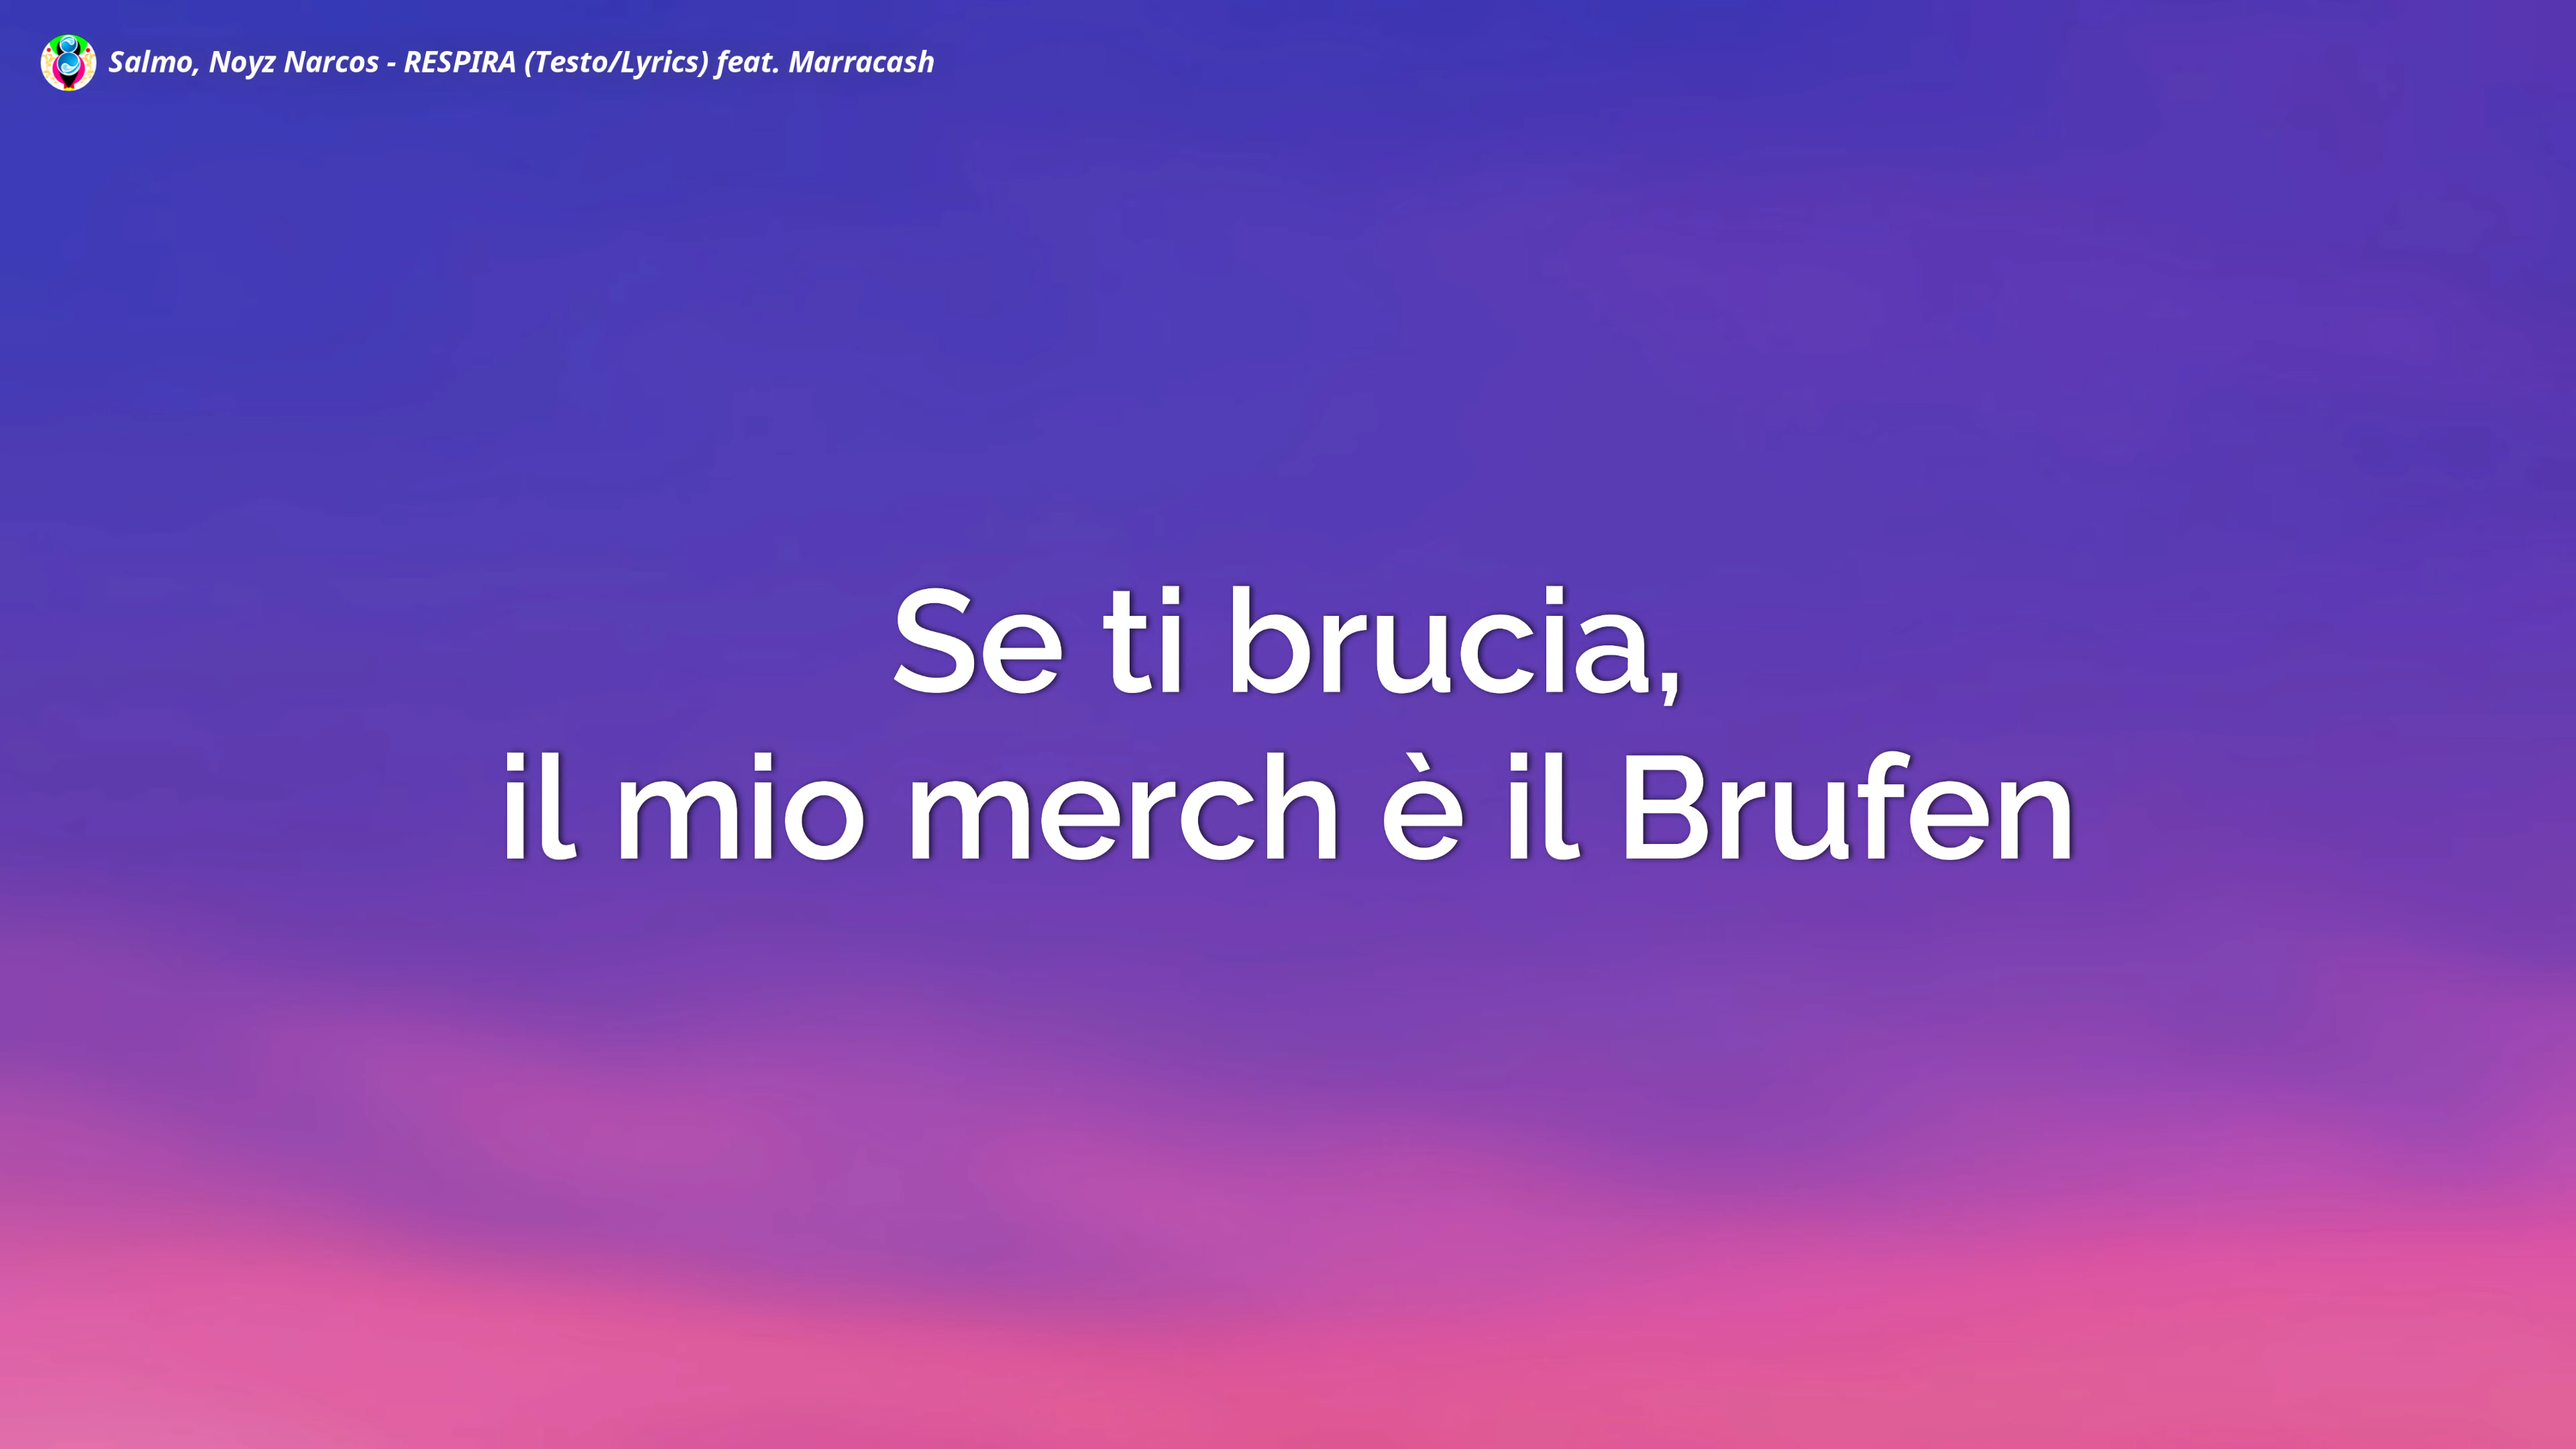 Salmo, Noyz Narcos - RESPIRA (Testo/Lyrics) feat. Marracash
Se ti brucia,
il mio merch è il Brufen